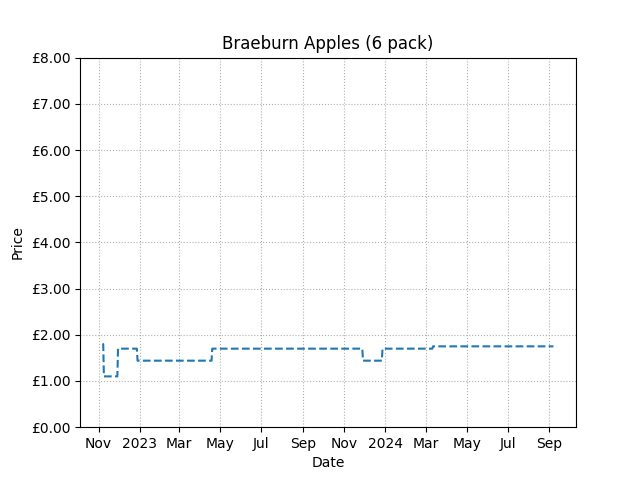 Braeburn Apples (6 pack)
£8.00
£7.00
£6.00
£5.00
£4.00
£3.00
£2.00
£1.00
£0.00
Price
Nov 2023 Mar May Jul Sep Nov 2024 Mar May Jul Sep
Date